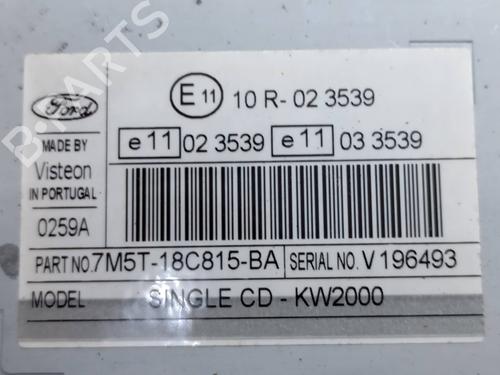 Ford
E 11 10 R- 02 3539
MADE BY
Visteon
IN PORTUGAL
e 11 02 3539 e 11 03 3539
0259A
PART NO. 7M5T-18C815-BA SERIAL NO. V 196493
MODEL SINGLE CD - KW2000
B-PARTS